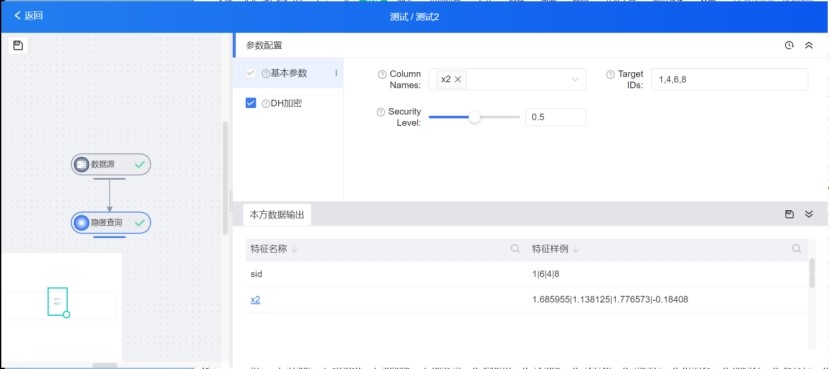 返回
测试 / 测试2
参数配置
基本参数
DH加密
Column Names:
x2
Target IDs:
1,4,6,8
Security Level:
0.5
数据源
隐匿查询
本方数据输出
特征名称
特征样例
sid
1|6|4|8
x2
1.685955|1.138125|1.776573|-0.18408